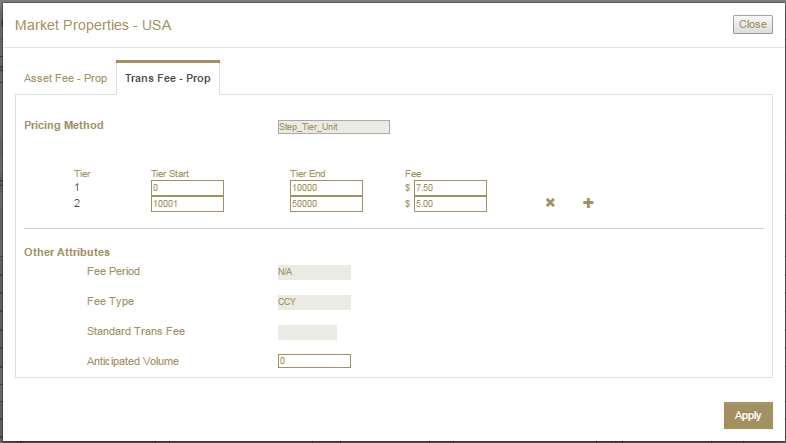 Market Properties - USA Close
Asset Fee - Prop Trans Fee - Prop
Pricing Method Step_Tier_Unit
Tier Tier Start Tier End Fee
1 0 10000 $ 7.50
2 10001 50000 $ 5.00
Other Attributes
Fee Period N/A
Fee Type CCY
Standard Trans Fee
Anticipated Volume 0
Apply